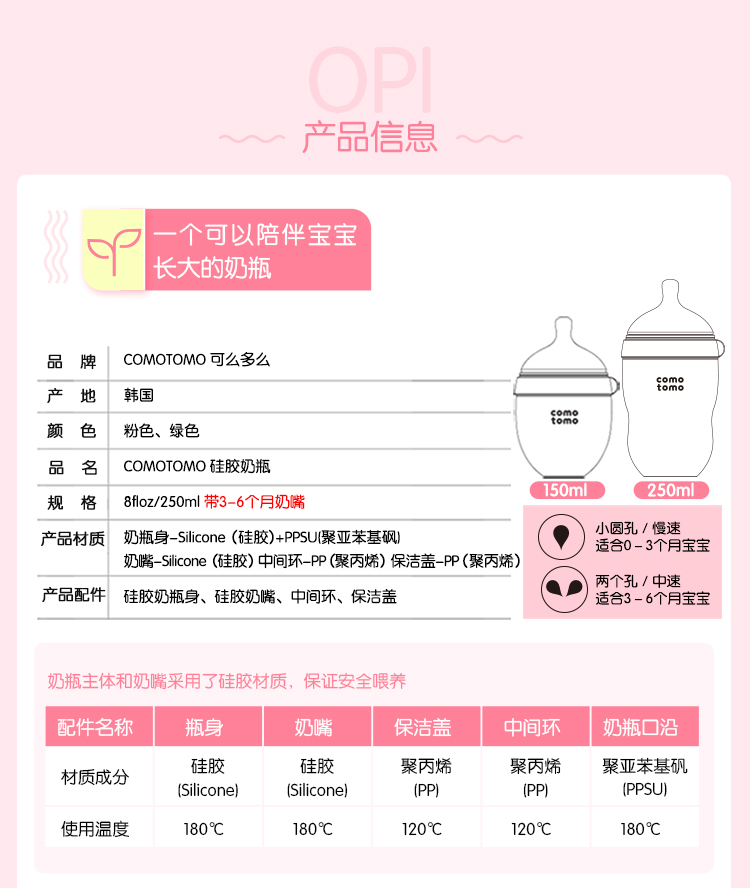 OPI
产品信息
一个可以陪伴宝宝
长大的奶瓶
品 牌 COMOTOMO 可么多么
产 地 韩国
颜 色 粉色、绿色
品 名 COMOTOMO 硅胶奶瓶
规 格 8floz/250ml 带3-6个月奶嘴
产品材质 奶瓶身-Silicone（硅胶）+PPSU(聚亚苯基砜)
奶嘴-Silicone（硅胶）中间环-PP（聚丙烯）保洁盖-PP（聚丙烯）
产品配件 硅胶奶瓶身、硅胶奶嘴、中间环、保洁盖
como
tomo
como
tomo
150ml 250ml
小圆孔 / 慢速
适合0 – 3个月宝宝
两个孔 / 中速
适合3 – 6个月宝宝
奶瓶主体和奶嘴采用了硅胶材质，保证安全喂养
配件名称 瓶身 奶嘴 保洁盖 中间环 奶瓶口沿
材质成分 硅胶 硅胶 聚丙烯 聚丙烯 聚亚苯基矾
(Silicone) (Silicone) (PP) (PP) (PPSU)
使用温度 180℃ 180℃ 120℃ 120℃ 180℃